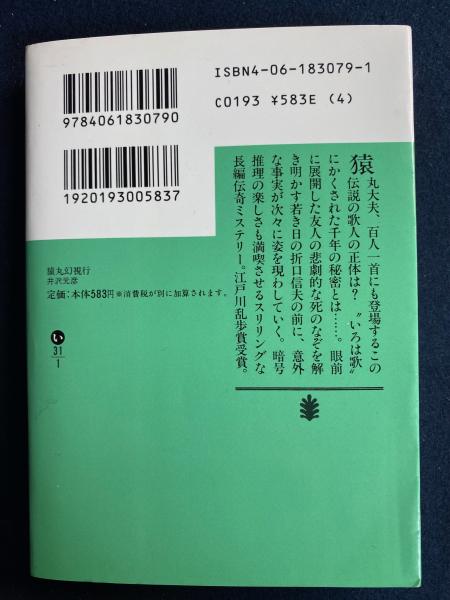 ISBN4-06-183079-1
C0193 ¥583E (4)
9784061830790
1920193005837
猿丸幻視行
井沢元彦
定価:本体583円※消費税が別に加算されます。
い
31
1
猿丸大夫、百人一首にも登場するこの
伝説の歌人の正体は? “いろは歌”
にかくされた千年の秘密とは……。眼前
に展開した友人の悲劇的な死のなぞを解
き明かす若き日の折口信夫の前に、意外
な事実が次々に姿を現わしていく。暗号
推理の楽しさも満喫させるスリリングな
長編伝奇ミステリー。江戸川乱歩賞受賞。